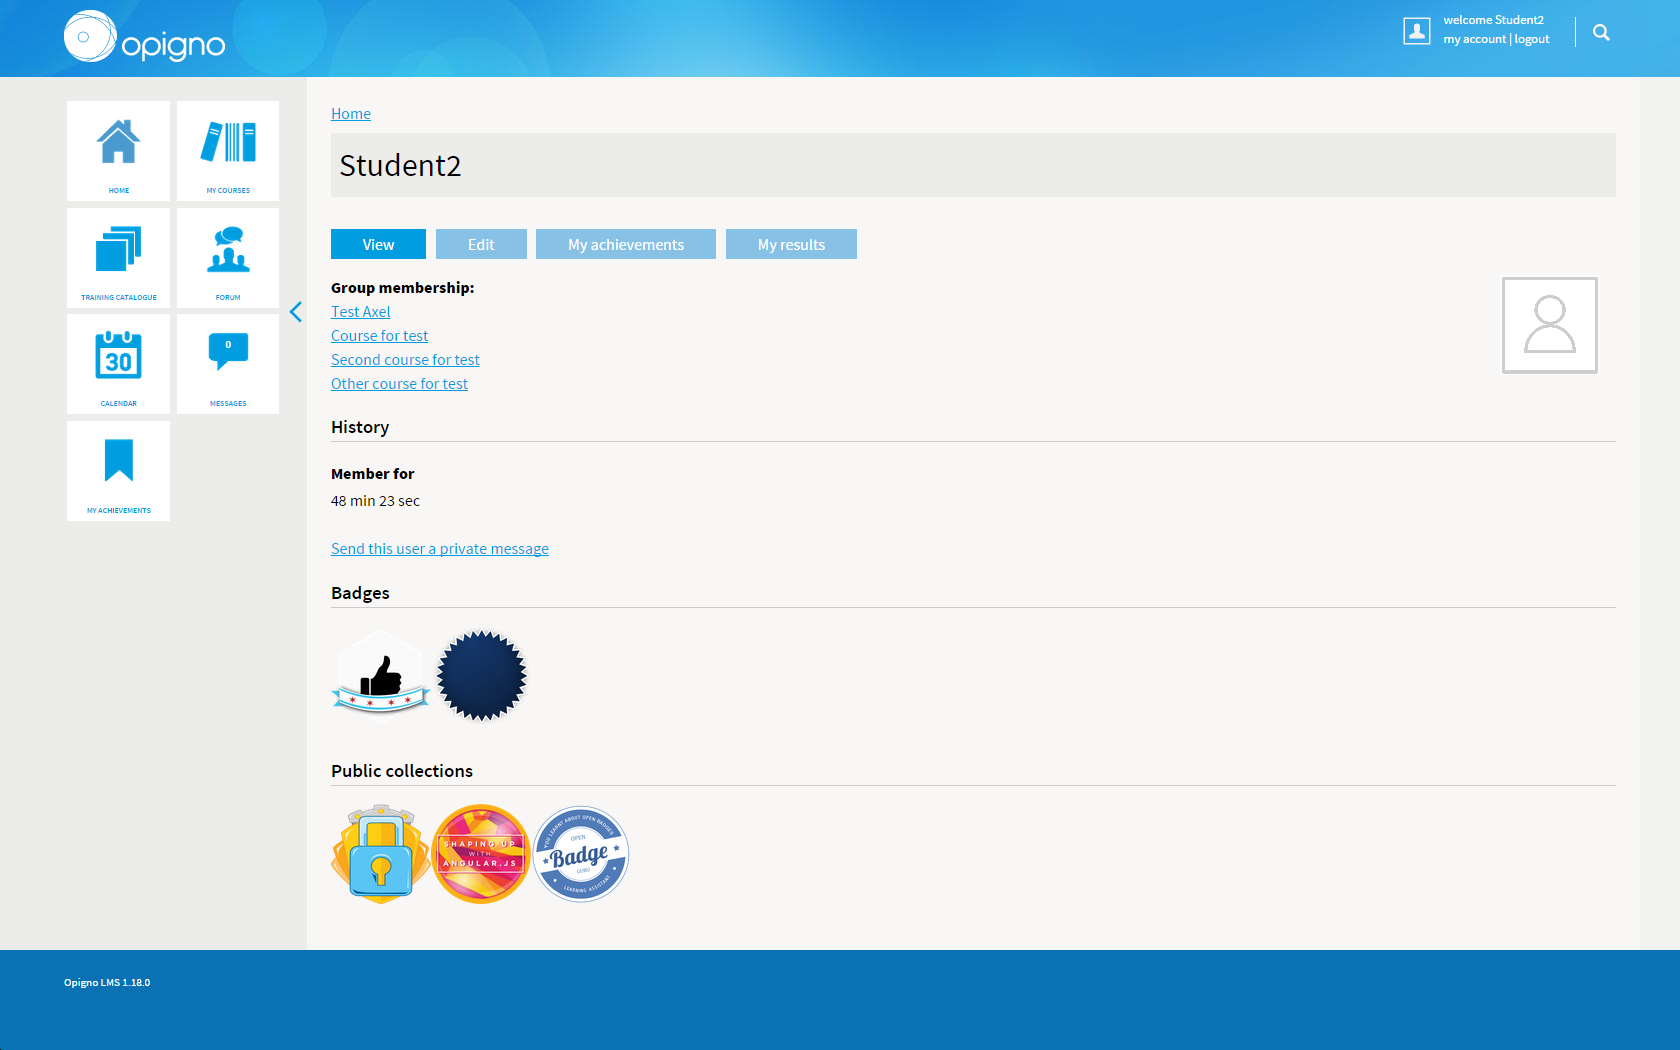 opigno
welcome Student2
my account | logout
HOME
MY COURSES
TRAINING CATALOGUE
FORUM
30
CALENDAR
0
MESSAGES
MY ACHIEVEMENTS
Home
Student2
View
Edit
My achievements
My results
Group membership:
Test Axel
Course for test
Second course for test
Other course for test
History
Member for
48 min 23 sec
Send this user a private message
Badges
Public collections
SHAPING UP
WITH
ANGULAR.JS
YOU LEARNT ABOUT OPEN BADGES
OPEN
Badge
GURU
LEARNING ASSISTANT
Opigno LMS 1.18.0